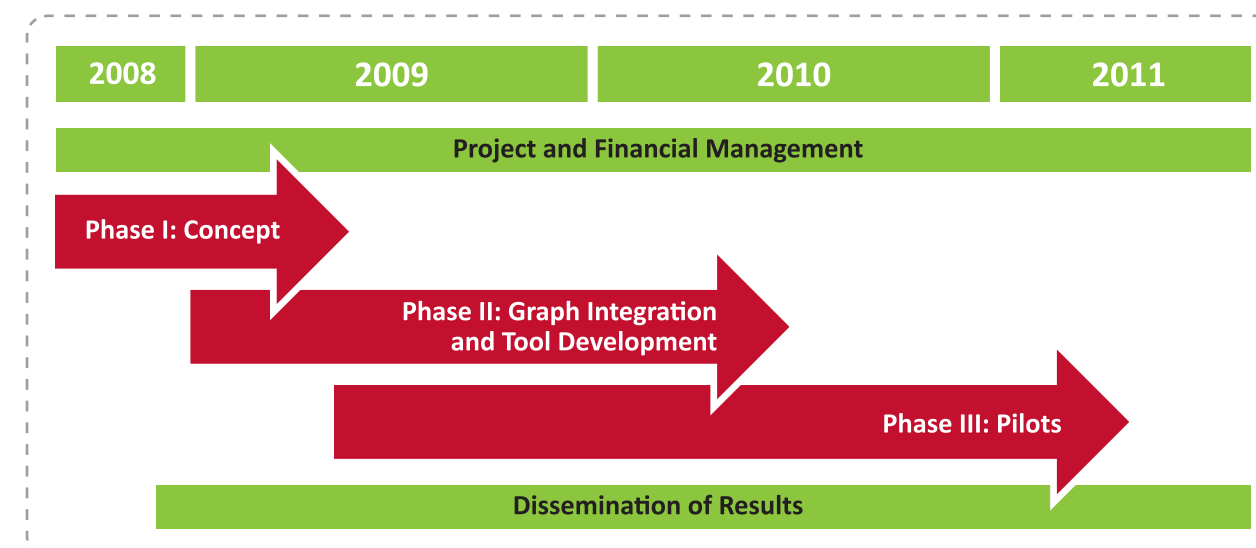 2008
2009
2010
2011
Project and Financial Management
Phase I: Concept
Phase II: Graph Integration
and Tool Development
Phase III: Pilots
Dissemination of Results